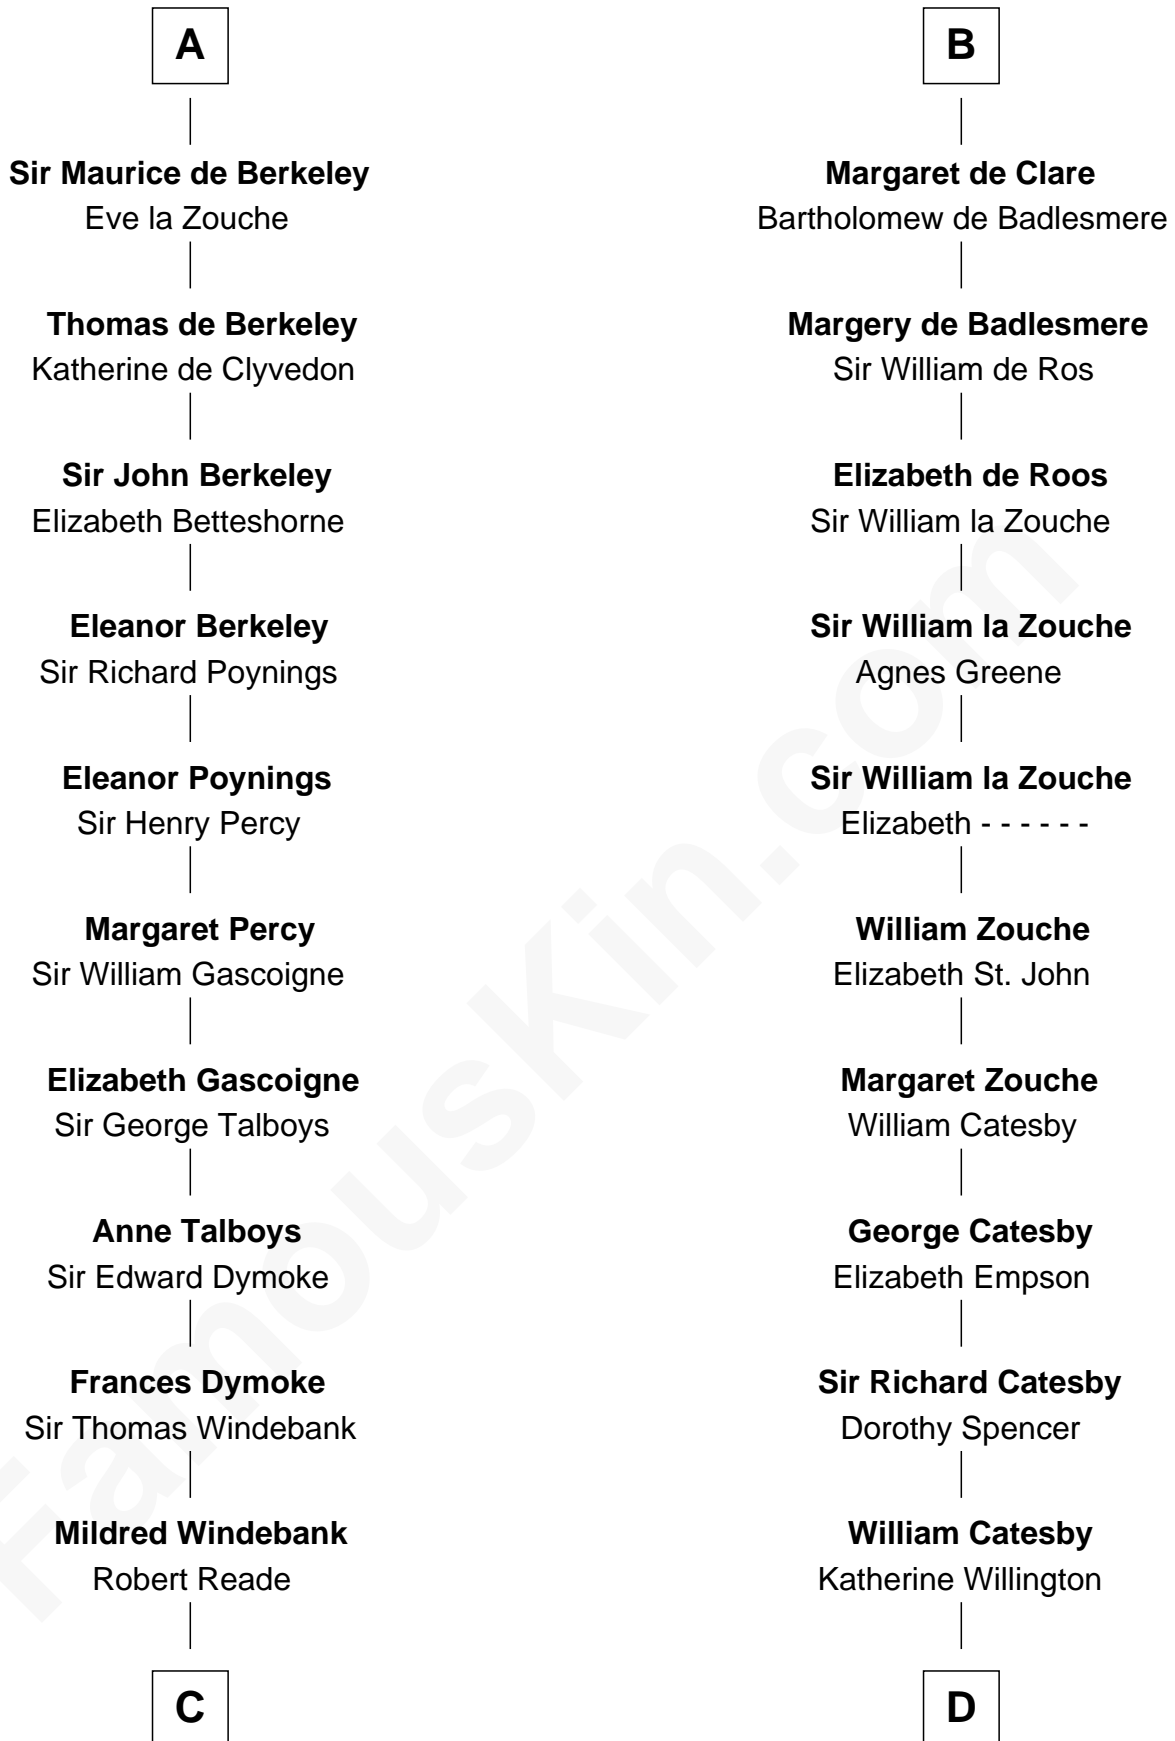 A
Sir Maurice de Berkeley
Eve la Zouche
Thomas de Berkeley
Katherine de Clyvedon
Sir John Berkeley
Elizabeth Betteshorne
Eleanor Berkeley
Sir Richard Poynings
Eleanor Poynings
Sir Henry Percy
Margaret Percy
Sir William Gascoigne
Elizabeth Gascoigne
Sir George Talboys
Anne Talboys
Sir Edward Dymoke
Frances Dymoke
Sir Thomas Windebank
Mildred Windebank
Robert Reade
C
B
Margaret de Clare
Bartholomew de Badlesmere
Margery de Badlesmere
Sir William de Ros
Elizabeth de Roos
Sir William la Zouche
Sir William la Zouche
Agnes Greene
Sir William la Zouche
Elizabeth - - - - - -
William Zouche
Elizabeth St. John
Margaret Zouche
William Catesby
George Catesby
Elizabeth Empson
Sir Richard Catesby
Dorothy Spencer
William Catesby
Katherine Willington
D
FamousKin.com